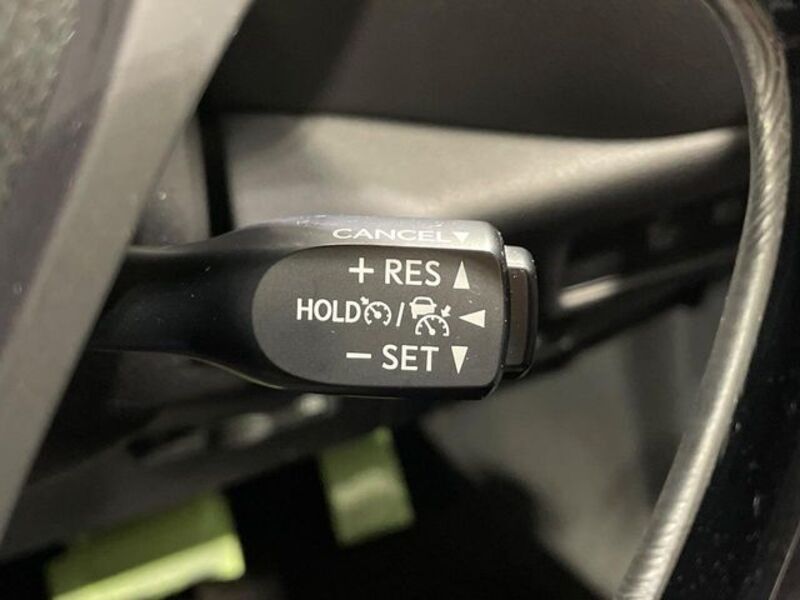 CANCEL▼
+ RES ▲
HOLD / ◀
− SET ▼